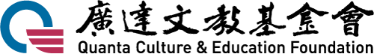 廣達文教基金會
Quanta Culture & Education Foundation